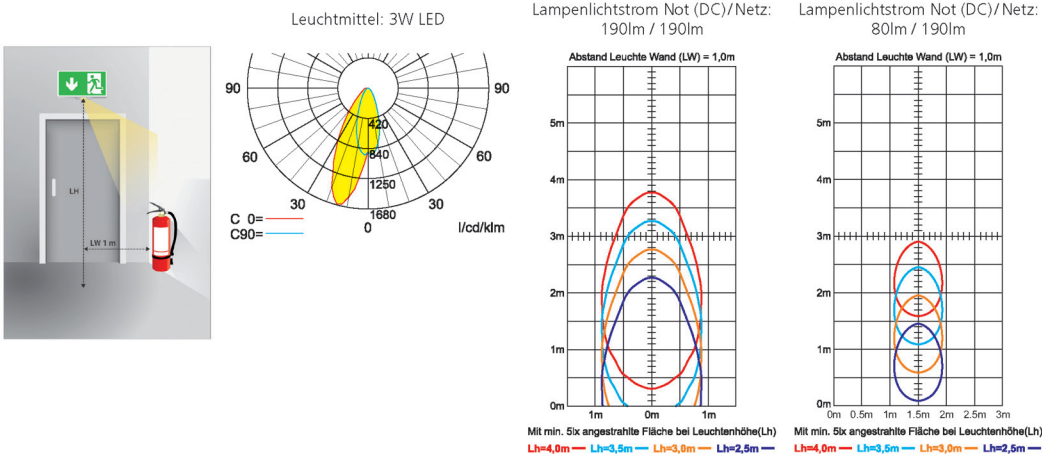 LH
LW 1 m
Leuchtmittel: 3W LED
90
90
60
60
30
30
0
420
840
1250
1680
C 0=
C90=
l/cd/klm
Lampenlichtstrom Not (DC)/Netz:
190lm / 190lm
Abstand Leuchte Wand (LW) = 1,0m
5m
4m
3m
2m
1m
0m
1m
0m
1m
Mit min. 5lx angestrahlte Fläche bei Leuchtenhöhe(Lh)
Lh=4,0m
Lh=3,5m
Lh=3,0m
Lh=2,5m
Lampenlichtstrom Not (DC)/Netz:
80lm / 190lm
Abstand Leuchte Wand (LW) = 1,0m
5m
4m
3m
2m
1m
0m
0m
0.5m
1m
1.5m
2m
2.5m
3m
Mit min. 5lx angestrahlte Fläche bei Leuchtenhöhe(Lh)
Lh=4,0m
Lh=3,5m
Lh=3,0m
Lh=2,5m